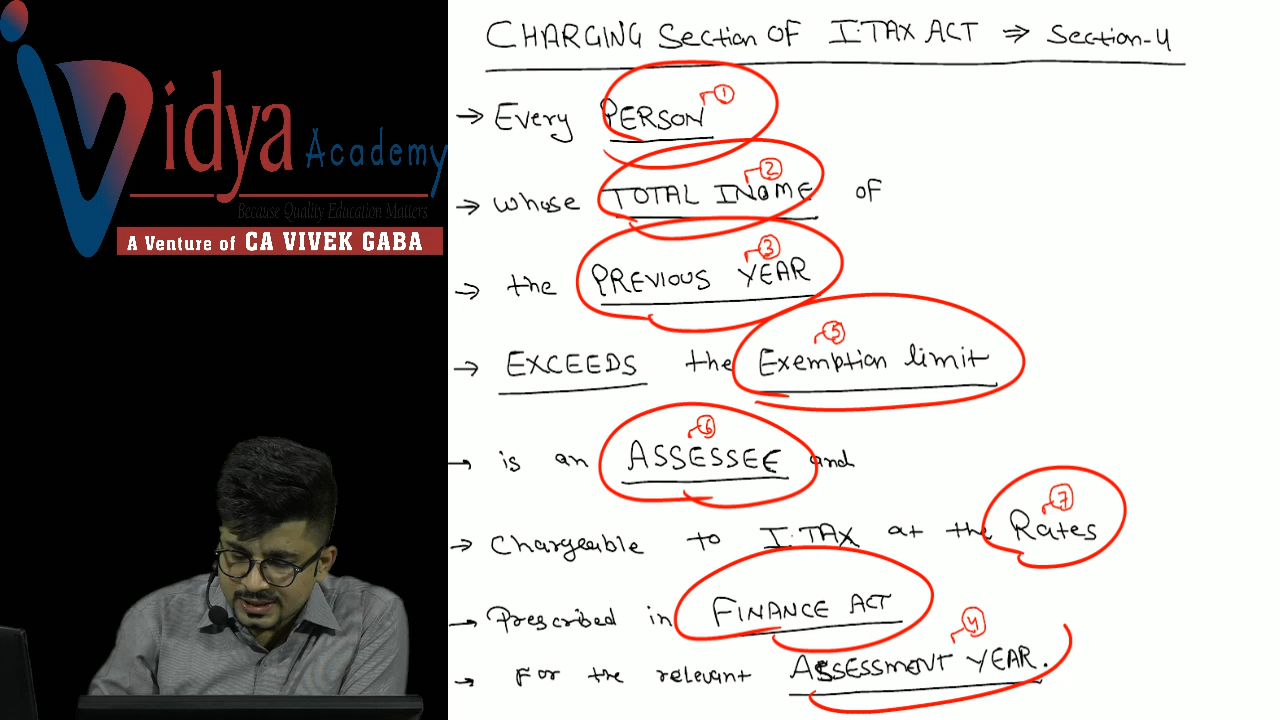 Vidya Academy
Because Quality Education Matters
A Venture of CA VIVEK GABA
CHARGING Section OF I.TAX ACT ⇒ Section-4
→ Every PERSON ①
→ whose TOTAL INCOME ② of
→ the PREVIOUS YEAR ③
→ EXCEEDS the Exemption limit ⑤
→ is an ASSESSEE ⑥ and
→ Chargeable to I.TAX at the Rates ⑦
→ Prescribed in FINANCE ACT
→ For the relevant ASSESSMENT YEAR. ④